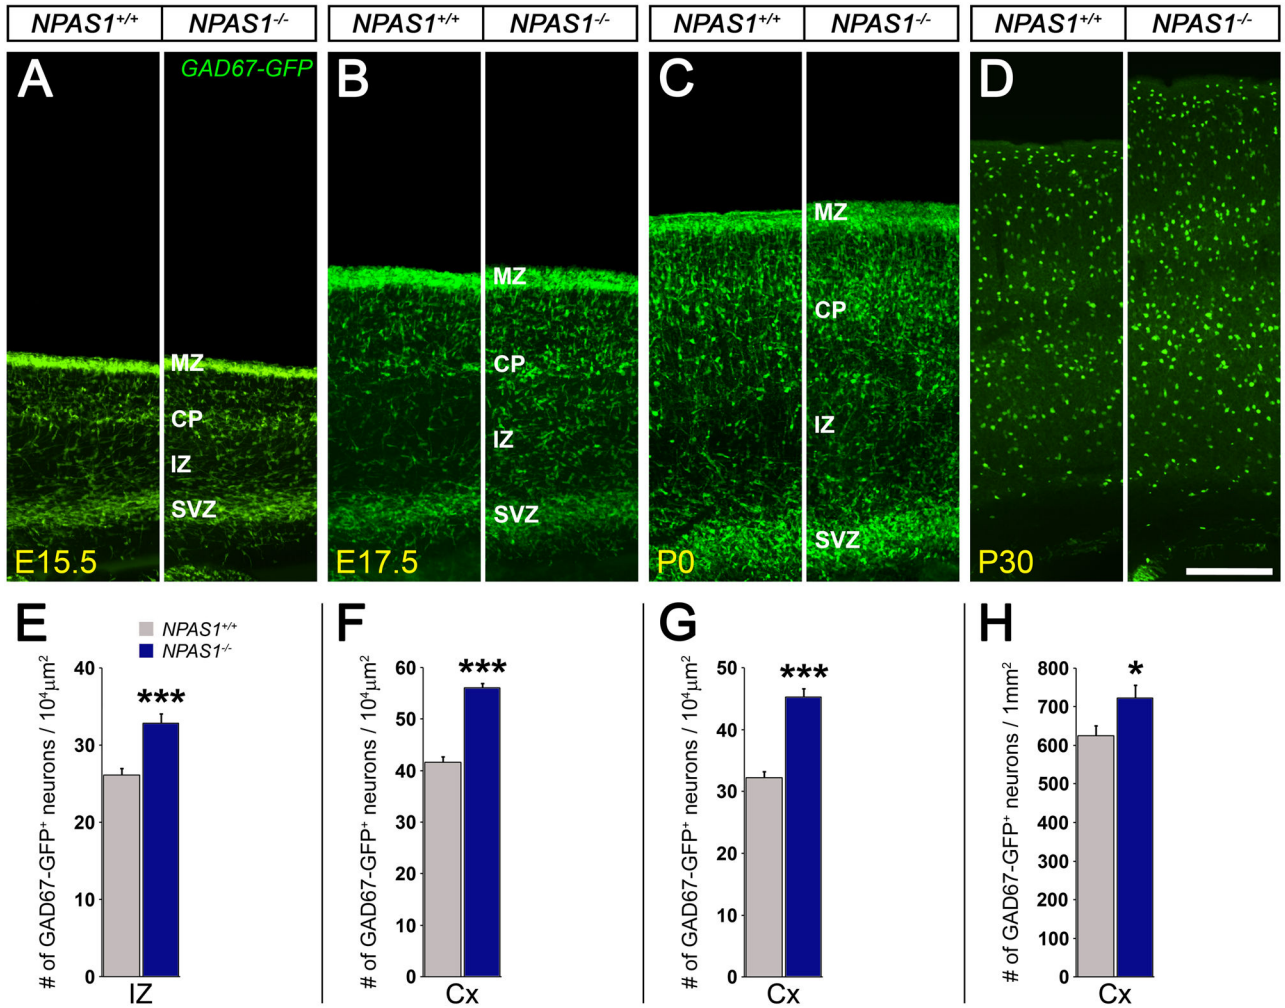 NPAS1+/+ NPAS1-/- NPAS1+/+ NPAS1-/- NPAS1+/+ NPAS1-/- NPAS1+/+ NPAS1-/-
A GAD67-GFP B C D
MZ
CP
IZ
SVZ
E15.5
MZ
CP
IZ
SVZ
E17.5
MZ
CP
IZ
SVZ
P0
P30
E
NPAS1+/+
NPAS1-/-
# of GAD67-GFP+ neurons / 10⁴µm²
40
30
20
10
0
***
IZ
F
# of GAD67-GFP+ neurons / 10⁴µm²
60
50
40
30
20
10
0
***
Cx
G
# of GAD67-GFP+ neurons / 10⁴µm²
50
40
30
20
10
0
***
Cx
H
# of GAD67-GFP+ neurons / 1mm²
800
700
600
500
400
300
200
100
0
*
Cx